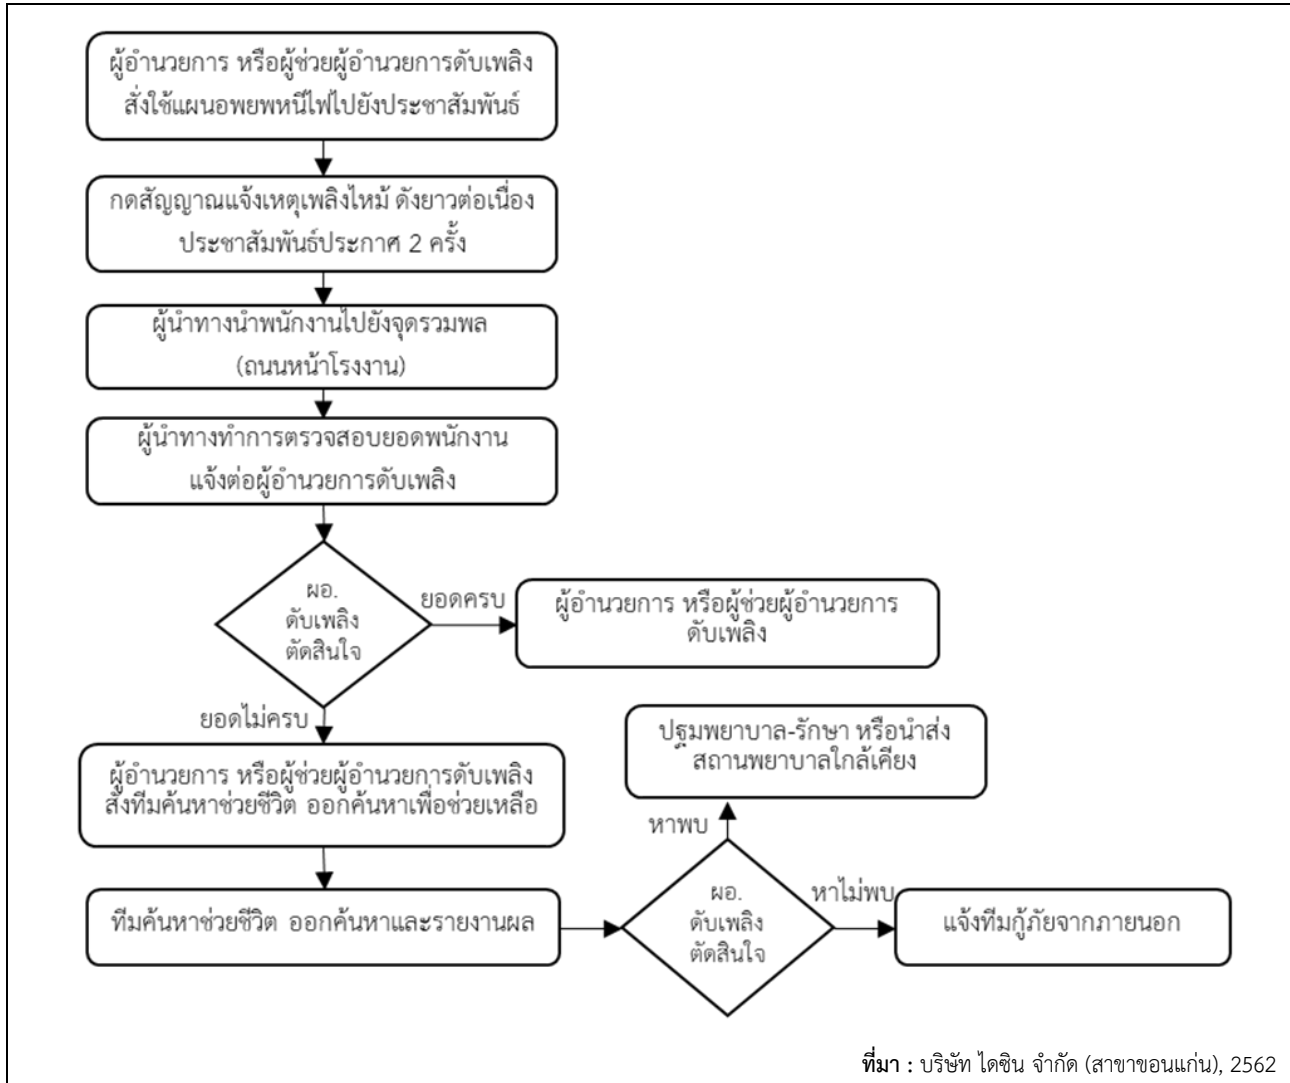 ผู้อำนวยการ หรือผู้ช่วยผู้อำนวยการดับเพลิง
สั่งใช้แผนอพยพหนีไฟไปยังประชาสัมพันธ์
กดสัญญาณแจ้งเหตุเพลิงไหม้ ดังยาวต่อเนื่อง
ประชาสัมพันธ์ประกาศ 2 ครั้ง
ผู้นำทางนำพนักงานไปยังจุดรวมพล
(ถนนหน้าโรงงาน)
ผู้นำทางทำการตรวจสอบยอดพนักงาน
แจ้งต่อผู้อำนวยการดับเพลิง
ผอ.
ดับเพลิง
ตัดสินใจ
ยอดครบ
ผู้อำนวยการ หรือผู้ช่วยผู้อำนวยการ
ดับเพลิง
ยอดไม่ครบ
ผู้อำนวยการ หรือผู้ช่วยผู้อำนวยการดับเพลิง
สั่งทีมค้นหาช่วยชีวิต ออกค้นหาเพื่อช่วยเหลือ
ทีมค้นหาช่วยชีวิต ออกค้นหาและรายงานผล
ผอ.
ดับเพลิง
ตัดสินใจ
หาพบ
ปฐมพยาบาล-รักษา หรือนำส่ง
สถานพยาบาลใกล้เคียง
หาไม่พบ
แจ้งทีมกู้ภัยจากภายนอก
ที่มา : บริษัท ไดซิน จำกัด (สาขาขอนแก่น), 2562